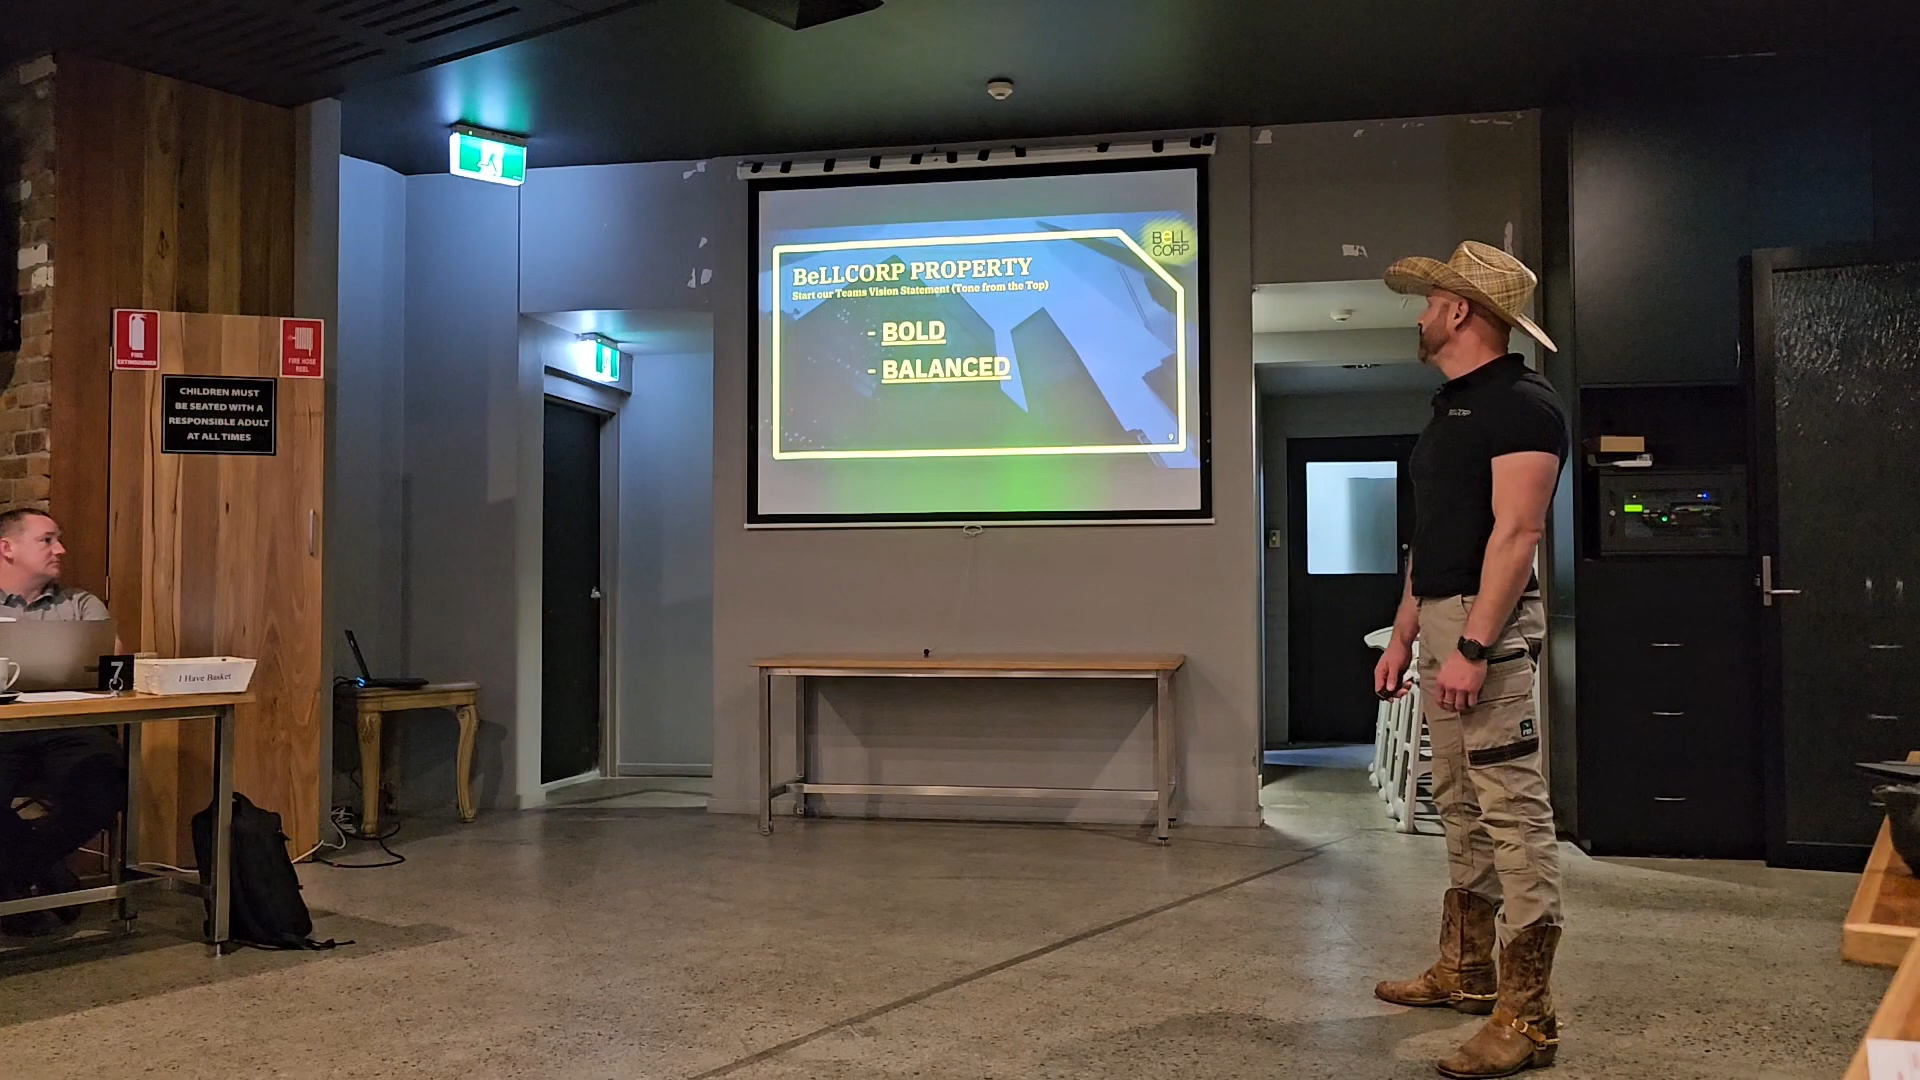 BeLLCORP PROPERTY
Start our Teams Vision Statement (Tone from the Top)
- BOLD
- BALANCED
9
BeLL
CORP
FIRE
EXTINGUISHER
FIRE HOSE
REEL
CHILDREN MUST
BE SEATED WITH A
RESPONSIBLE ADULT
AT ALL TIMES
7
I Have Basket